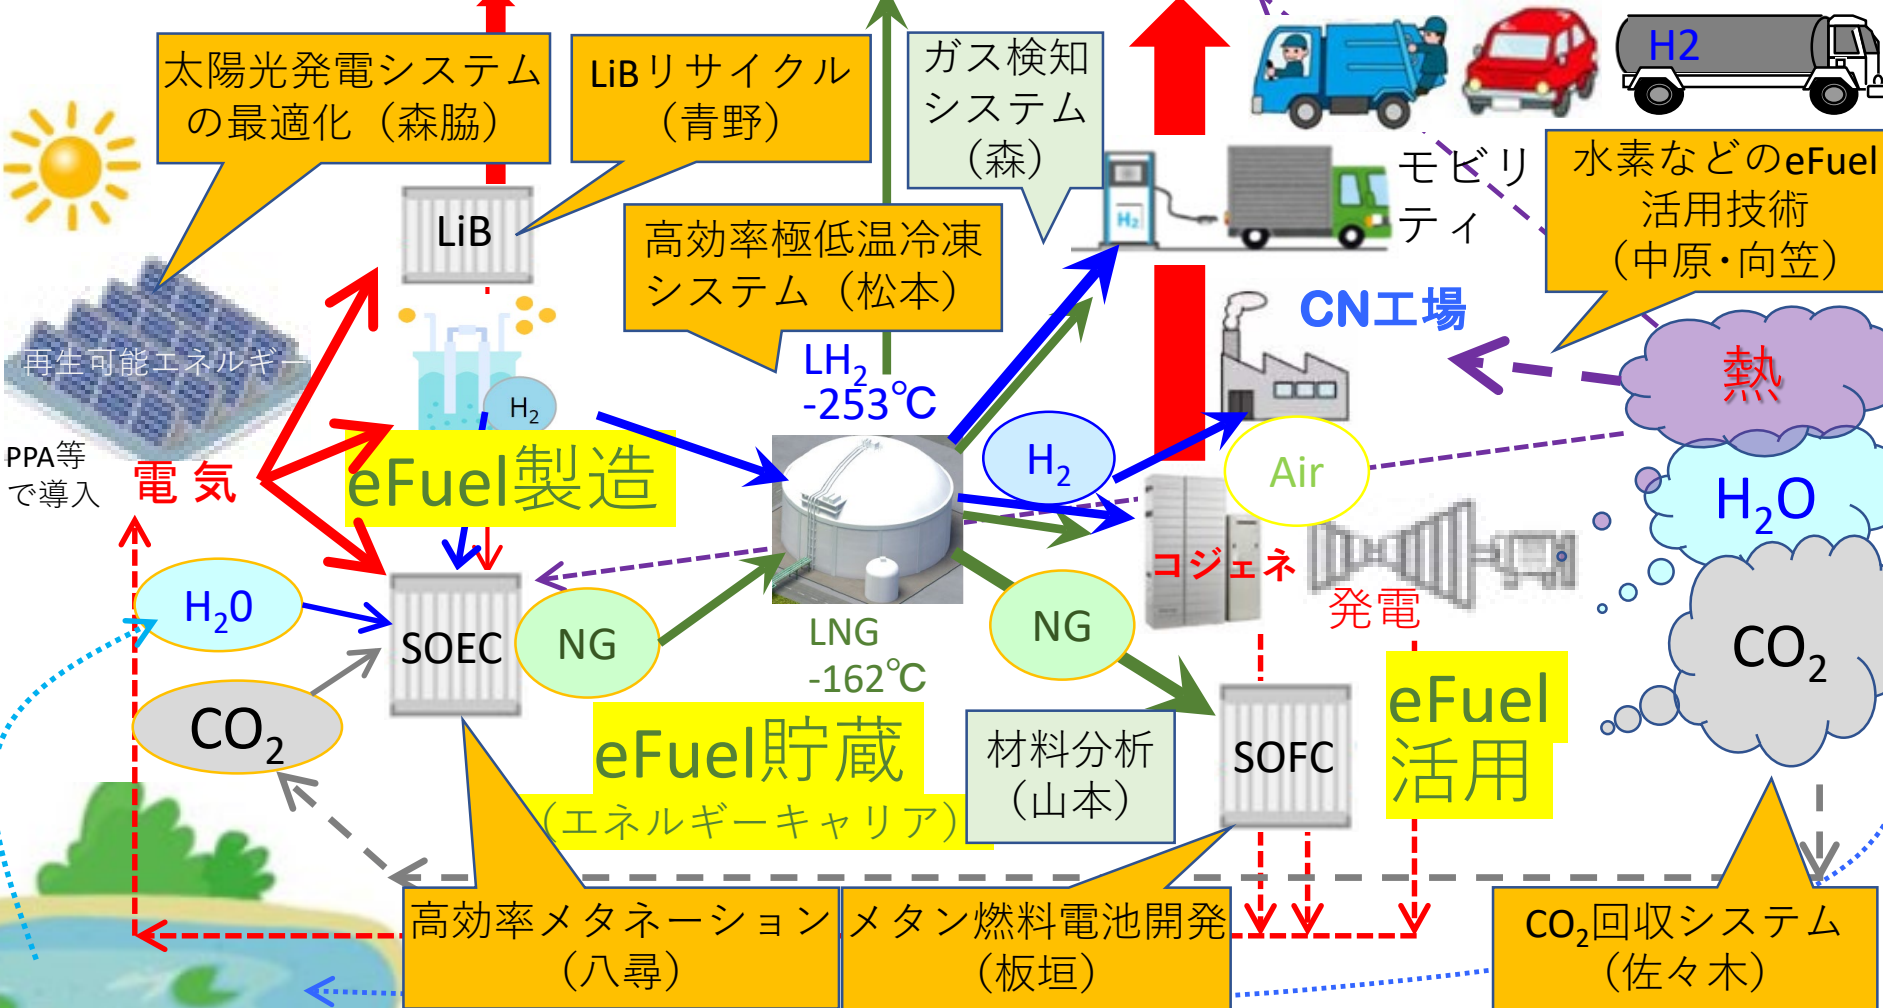 太陽光発電システム
の最適化（森脇）
LiBリサイクル
（青野）
ガス検知
システム
（森）
H2
水素などのeFuel
活用技術
（中原・向笠）
モビリ
ティ
H₂
LiB
高効率極低温冷凍
システム（松本）
CN工場
再生可能エネルギー
LH₂
-253℃
熱
H₂
PPA等
で導入
電気
eFuel製造
H₂
Air
H₂O
コジェネ
発電
H₂0
SOEC
NG
LNG
-162℃
NG
CO₂
CO₂
eFuel貯蔵
（エネルギーキャリア）
材料分析
（山本）
SOFC
eFuel
活用
高効率メタネーション
（八尋）
メタン燃料電池開発
（板垣）
CO₂回収システム
（佐々木）